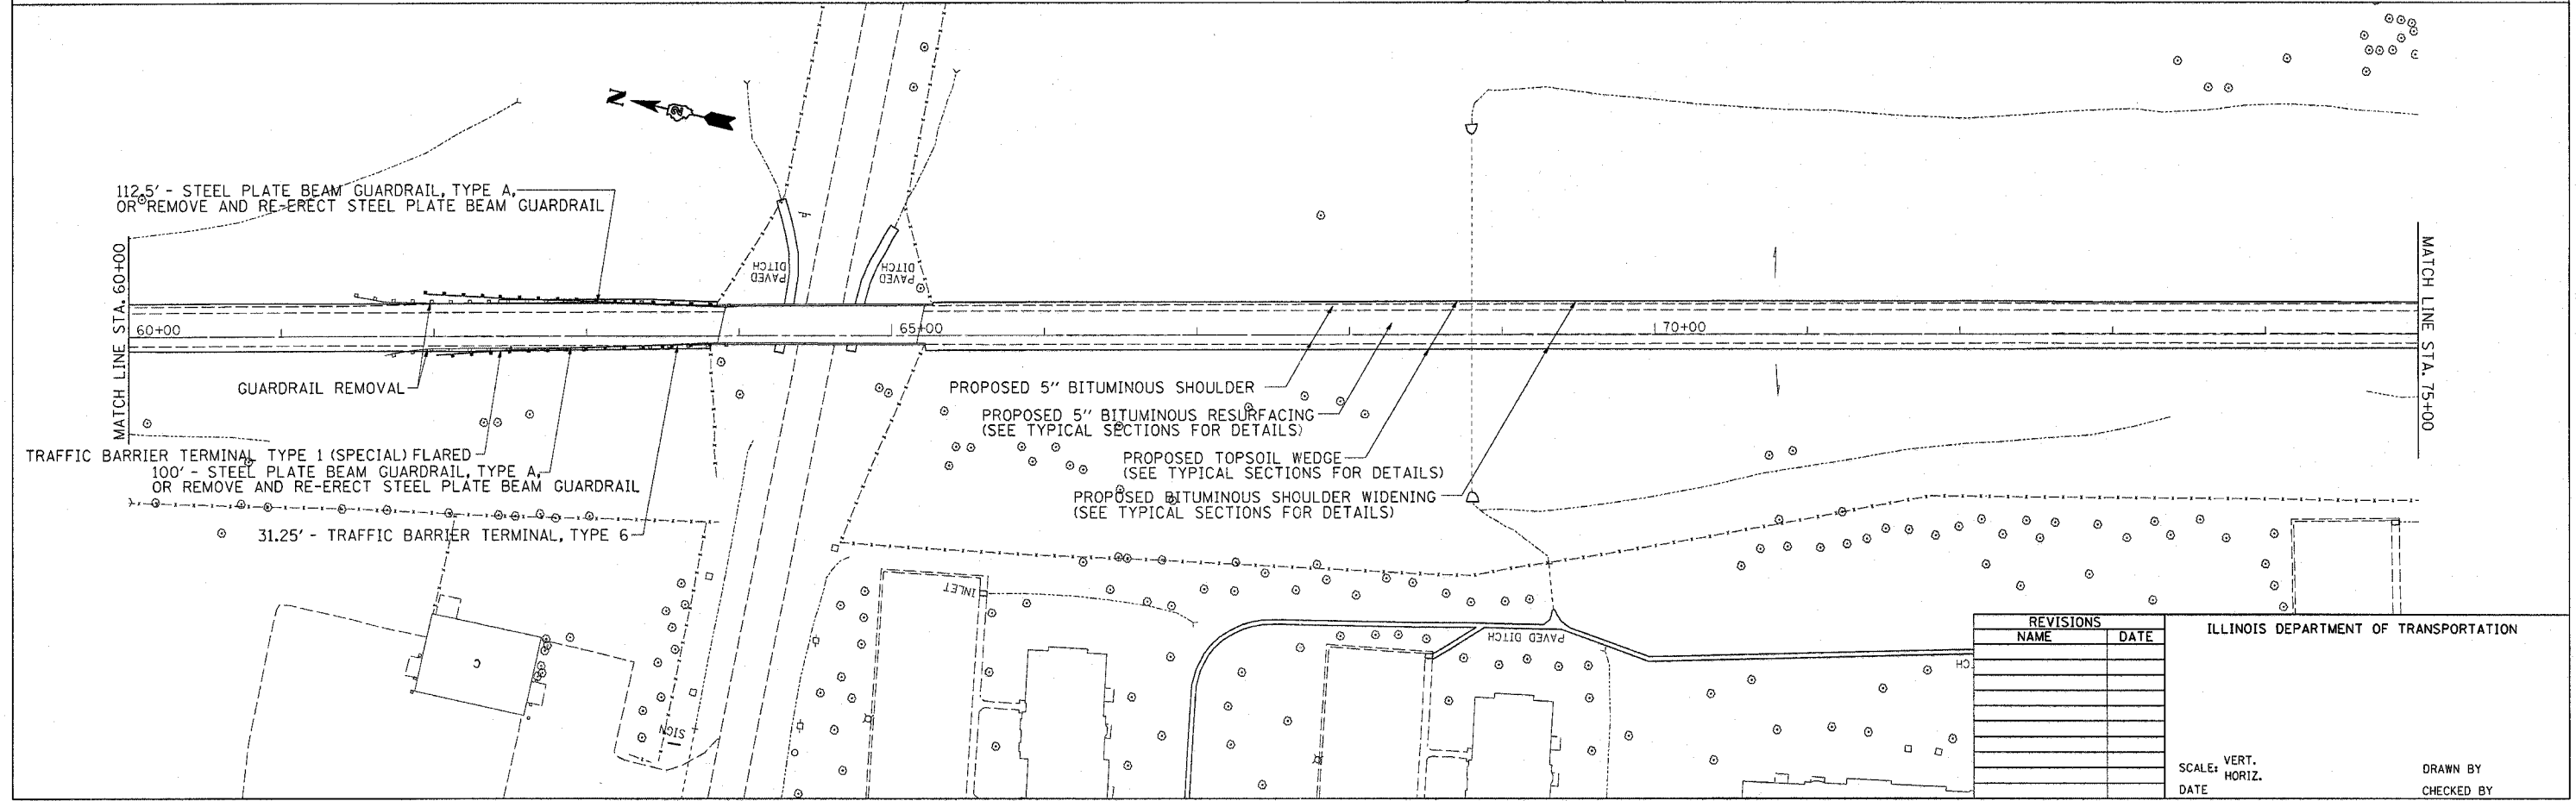 N
112.5' - STEEL PLATE BEAM GUARDRAIL, TYPE A,
OR REMOVE AND RE-ERECT STEEL PLATE BEAM GUARDRAIL
MATCH LINE STA. 60+00
PAVED
DITCH
PAVED
DITCH
60+00
65+00
70+00
MATCH LINE STA. 75+00
GUARDRAIL REMOVAL
PROPOSED 5" BITUMINOUS SHOULDER
PROPOSED 5" BITUMINOUS RESURFACING
(SEE TYPICAL SECTIONS FOR DETAILS)
TRAFFIC BARRIER TERMINAL TYPE 1 (SPECIAL) FLARED
100' - STEEL PLATE BEAM GUARDRAIL, TYPE A,
OR REMOVE AND RE-ERECT STEEL PLATE BEAM GUARDRAIL
PROPOSED TOPSOIL WEDGE
(SEE TYPICAL SECTIONS FOR DETAILS)
PROPOSED BITUMINOUS SHOULDER WIDENING
(SEE TYPICAL SECTIONS FOR DETAILS)
31.25' - TRAFFIC BARRIER TERMINAL, TYPE 6
INLET
PAVED DITCH
C
SIGN
CH
REVISIONS
NAME DATE
ILLINOIS DEPARTMENT OF TRANSPORTATION
SCALE: VERT.
HORIZ.
DATE
DRAWN BY
CHECKED BY